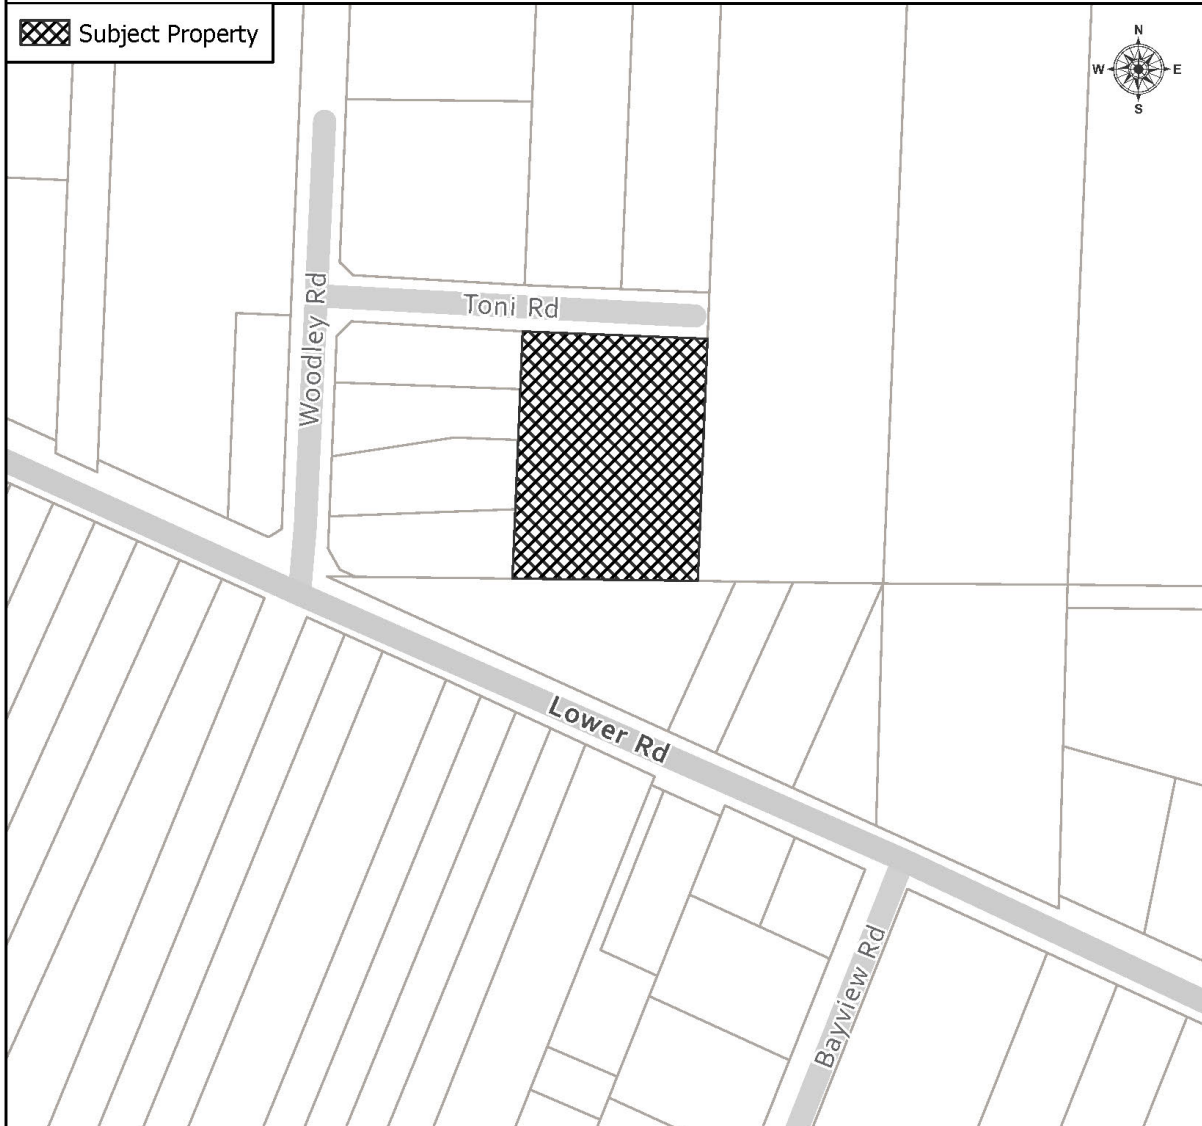 Subject Property
N
W E
S
Toni Rd
Woodley Rd
Lower Rd
Bayview Rd